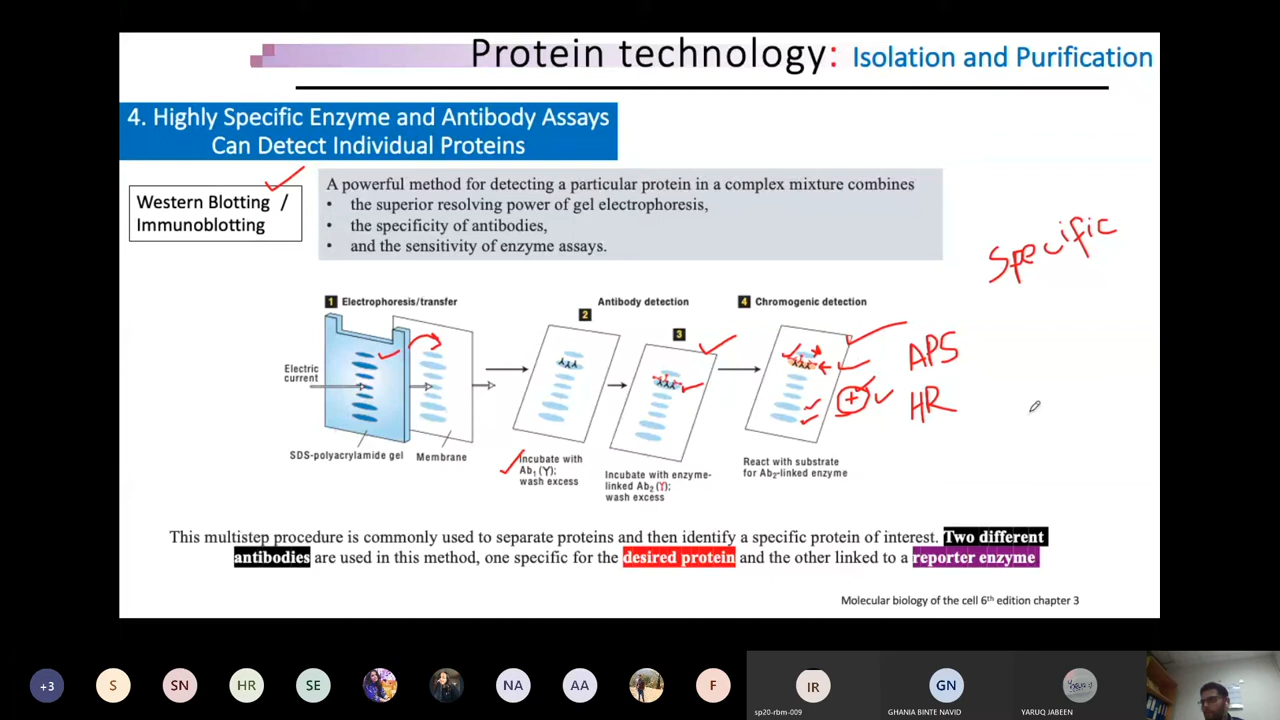 Protein technology: Isolation and Purification
4. Highly Specific Enzyme and Antibody Assays
Can Detect Individual Proteins
Western Blotting /
Immunoblotting
A powerful method for detecting a particular protein in a complex mixture combines
• the superior resolving power of gel electrophoresis,
• the specificity of antibodies,
• and the sensitivity of enzyme assays.
Specific
1 Electrophoresis/transfer
Antibody detection
2
3
4 Chromogenic detection
Electric
current
APS
+
HR
SDS-polyacrylamide gel
Membrane
Incubate with
Ab1 (Y);
wash excess
Incubate with enzyme-
linked Ab2 (Y);
wash excess
React with substrate
for Ab2-linked enzyme
This multistep procedure is commonly used to separate proteins and then identify a specific protein of interest. Two different
antibodies are used in this method, one specific for the desired protein and the other linked to a reporter enzyme
Molecular biology of the cell 6th edition chapter 3
+3
S
SN
HR
SE
NA
AA
F
IR
GN
sp20-rbm-009
GHANIA BINTE NAVID
YARUQ JABEEN